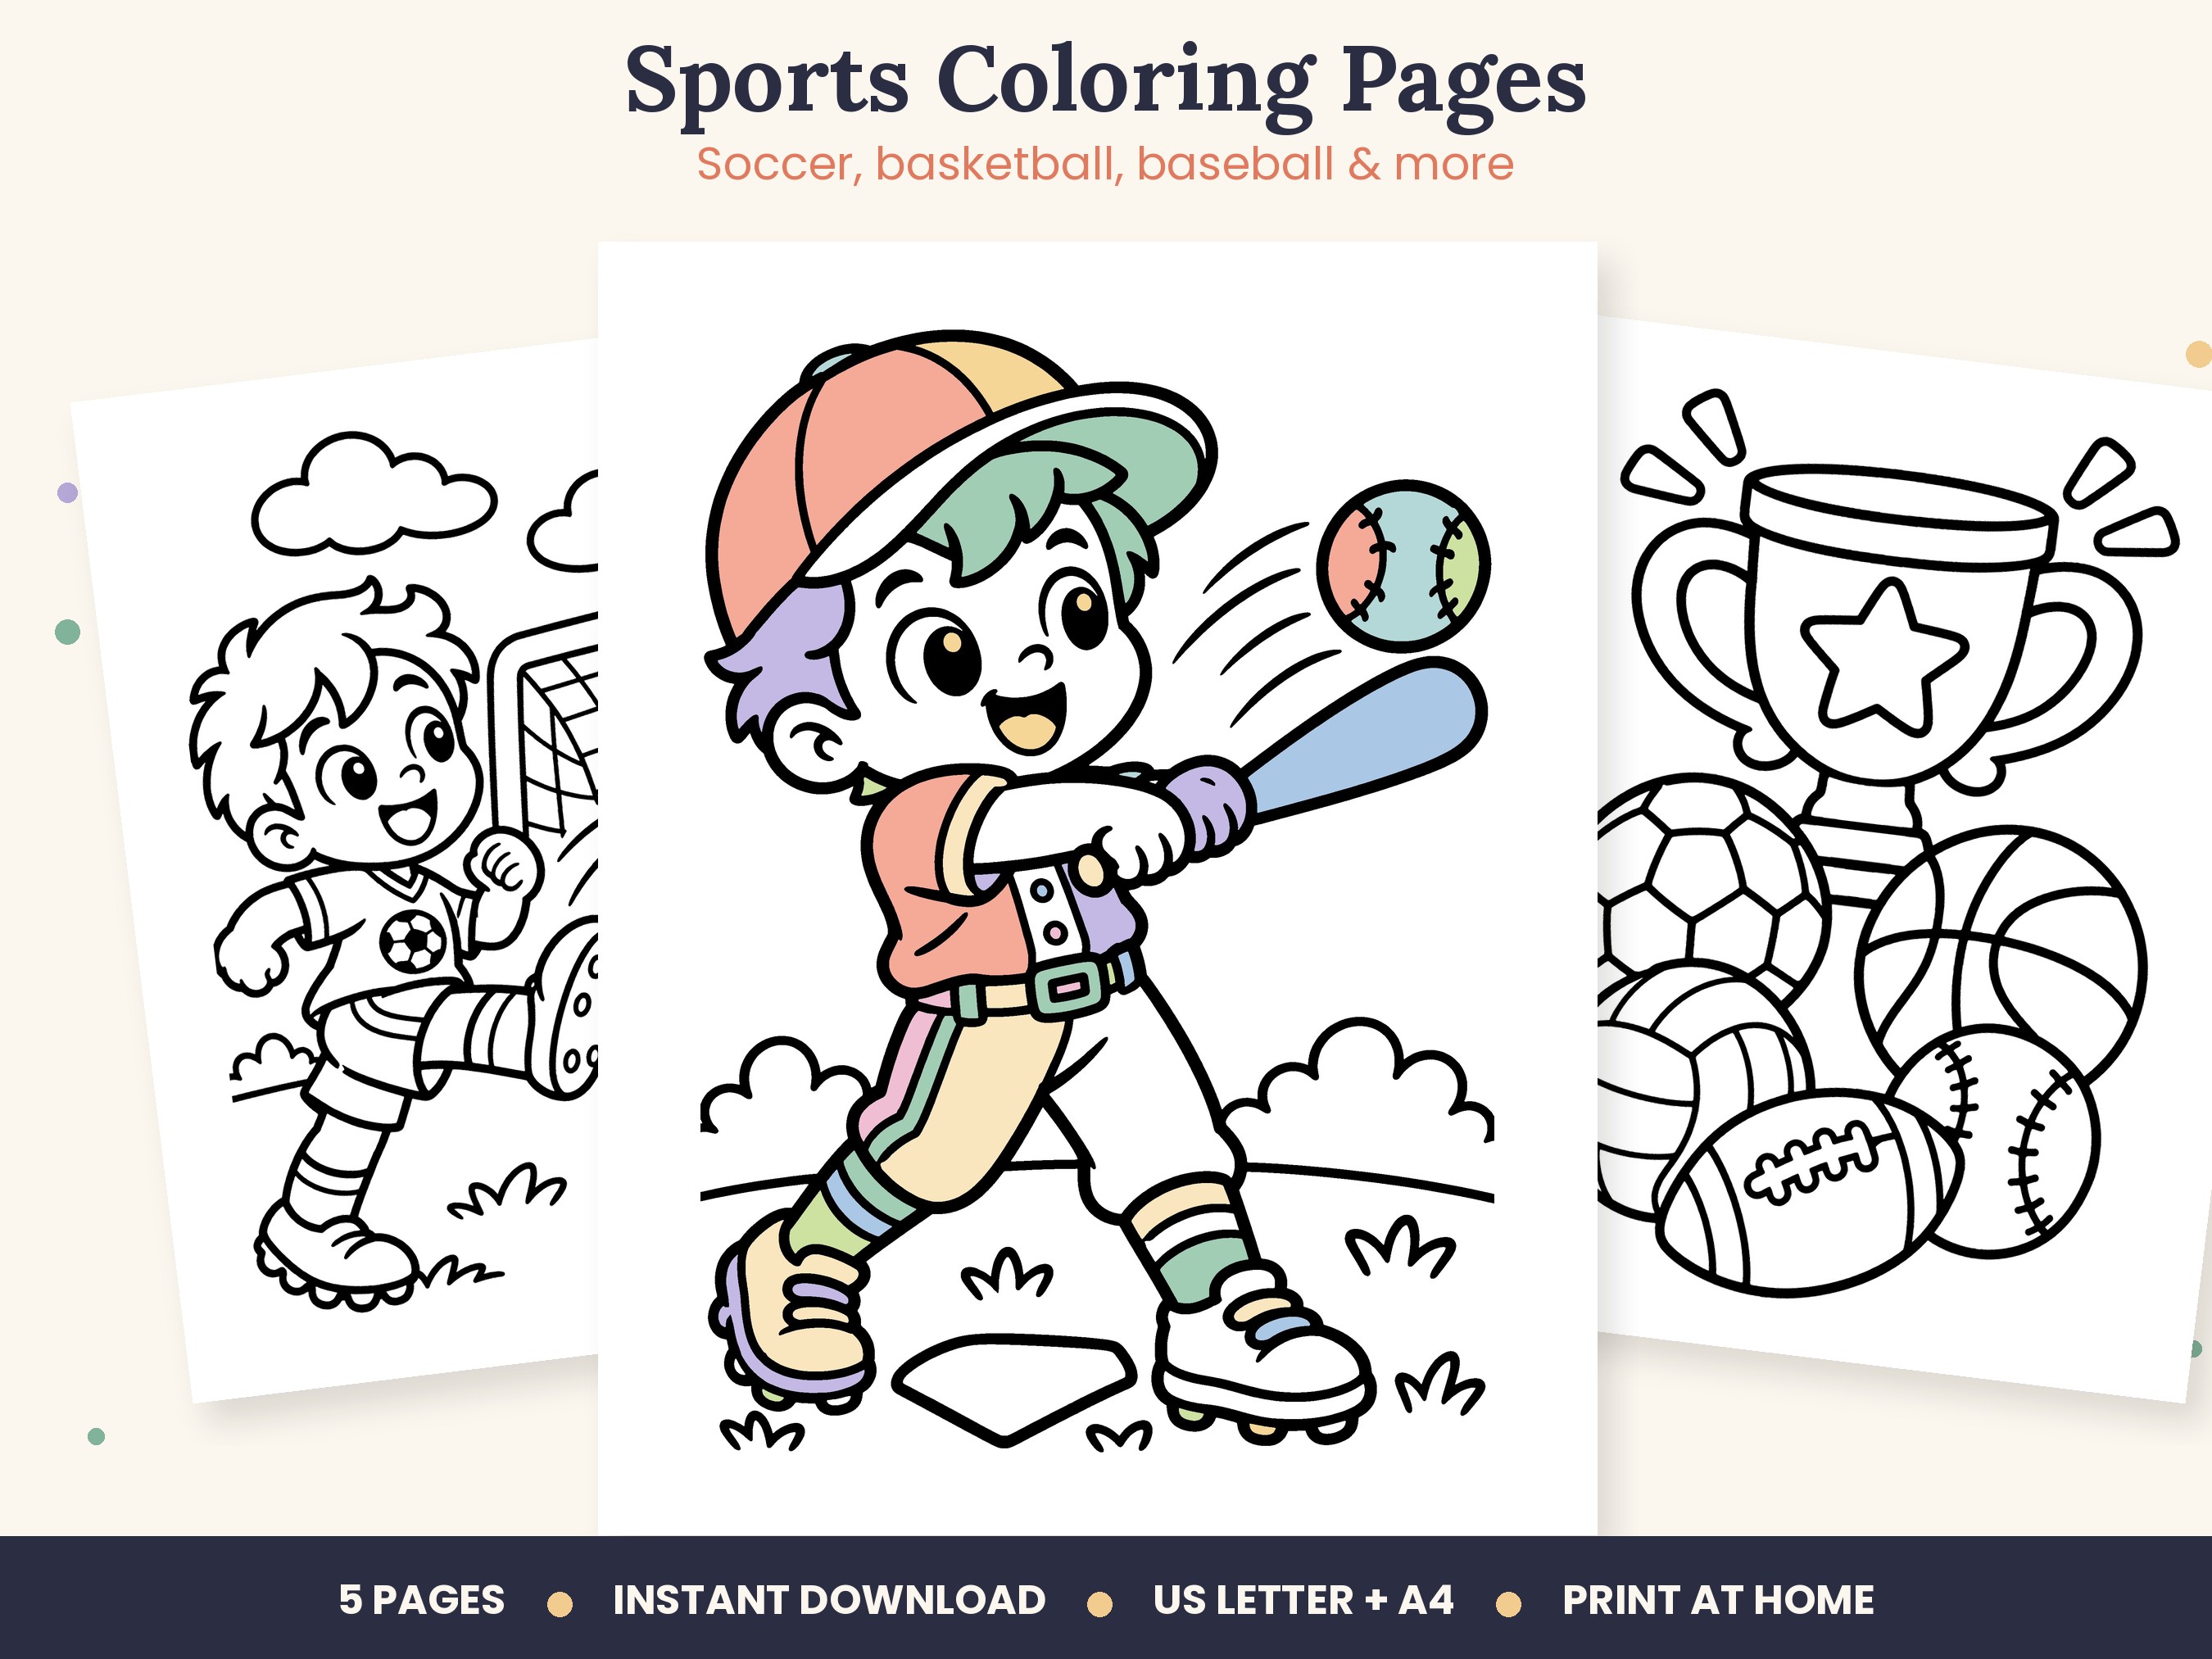 Sports Coloring Pages
Soccer, basketball, baseball & more
5 PAGES ● INSTANT DOWNLOAD ● US LETTER + A4 ● PRINT AT HOME